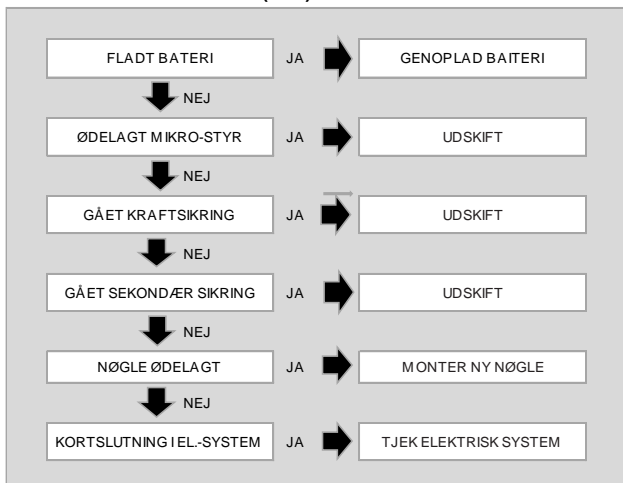 FLADT BATERI JA GENOPLAD BAITERI
NEJ
ØDELAGT MIKRO-STYR JA UDSKIFT
NEJ
GÅET KRAFTSIKRING JA UDSKIFT
NEJ
GÅET SEKONDÆR SIKRING JA UDSKIFT
NEJ
NØGLE ØDELAGT JA MONTER NY NØGLE
NEJ
KORTSLUTNING I EL.-SYSTEM JA TJEK ELEKTRISK SYSTEM